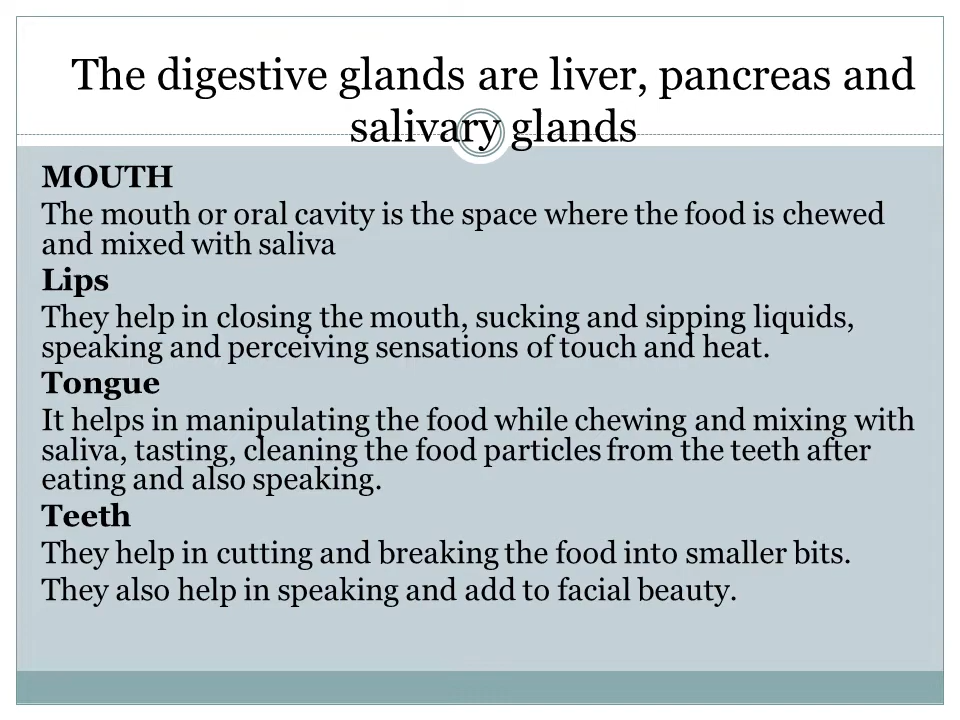 The digestive glands are liver, pancreas and
salivary glands
MOUTH
The mouth or oral cavity is the space where the food is chewed
and mixed with saliva
Lips
They help in closing the mouth, sucking and sipping liquids,
speaking and perceiving sensations of touch and heat.
Tongue
It helps in manipulating the food while chewing and mixing with
saliva, tasting, cleaning the food particles from the teeth after
eating and also speaking.
Teeth
They help in cutting and breaking the food into smaller bits.
They also help in speaking and add to facial beauty.